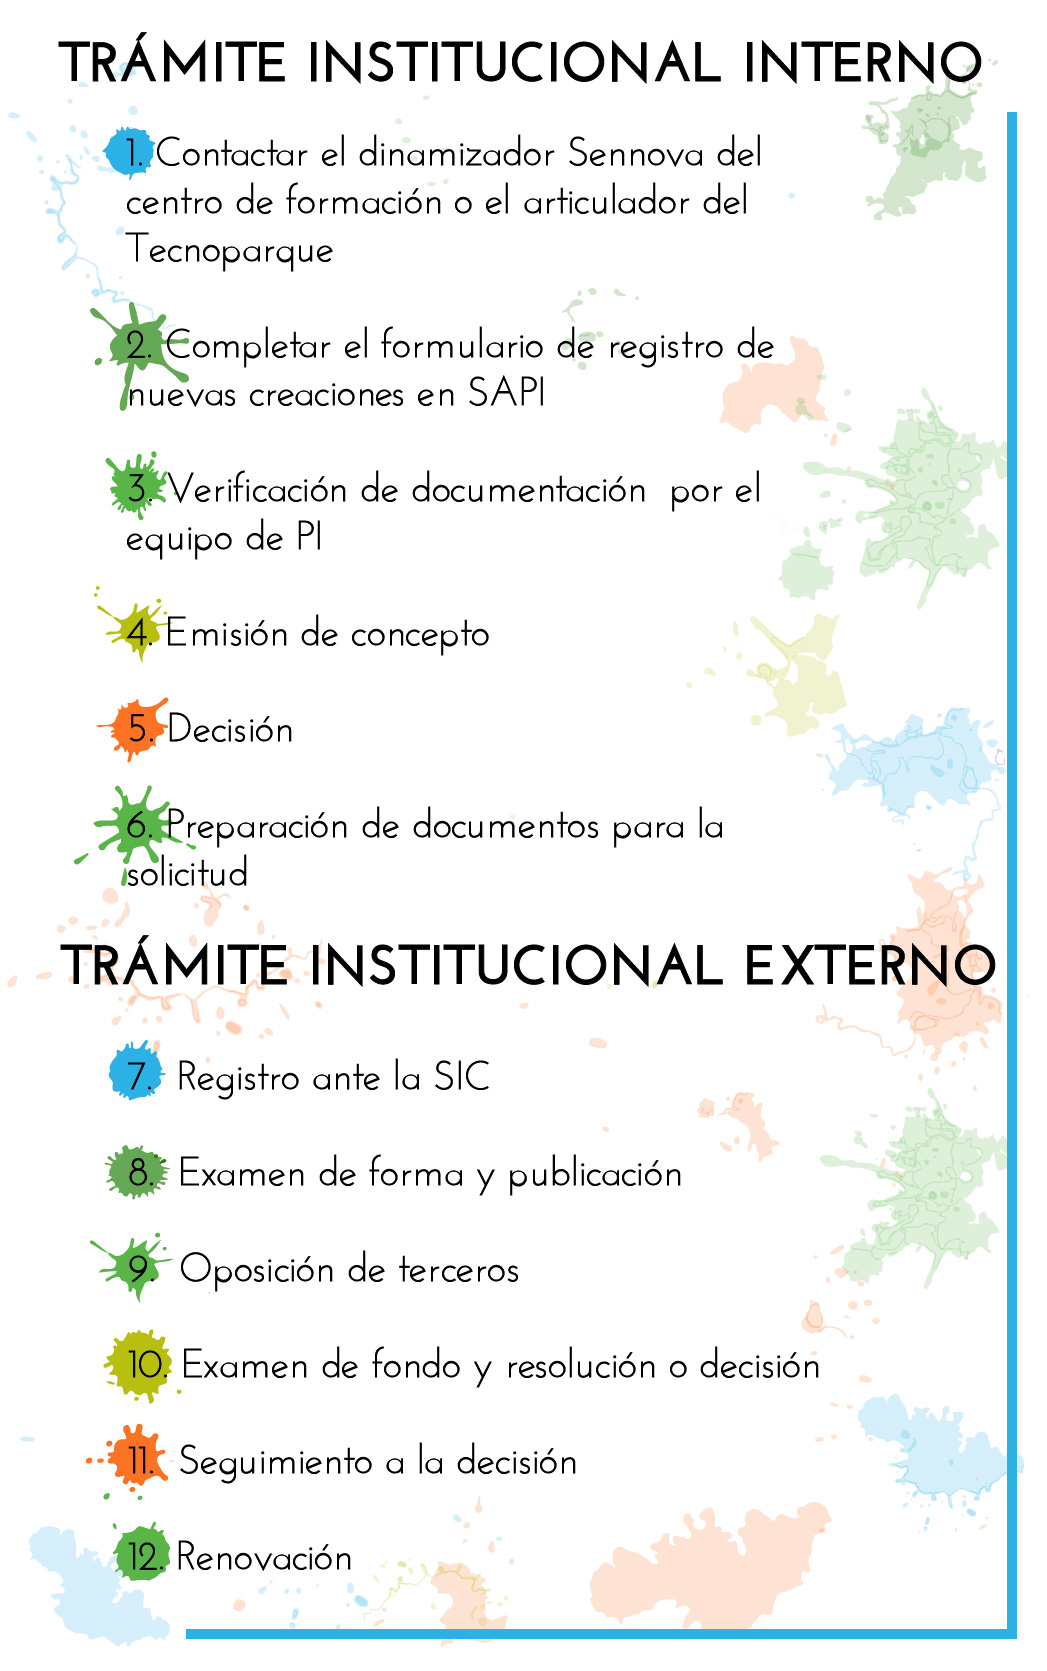 TRÁMITE INSTITUCIONAL INTERNO
1. Contactar el dinamizador Sennova del
centro de formación o el articulador del
Tecnoparque
2. Completar el formulario de registro de
nuevas creaciones en SAPI
3. Verificación de documentación por el
equipo de PI
4. Emisión de concepto
5. Decisión
6. Preparación de documentos para la
solicitud
TRÁMITE INSTITUCIONAL EXTERNO
7. Registro ante la SIC
8. Examen de forma y publicación
9. Oposición de terceros
10. Examen de fondo y resolución o decisión
11. Seguimiento a la decisión
12. Renovación